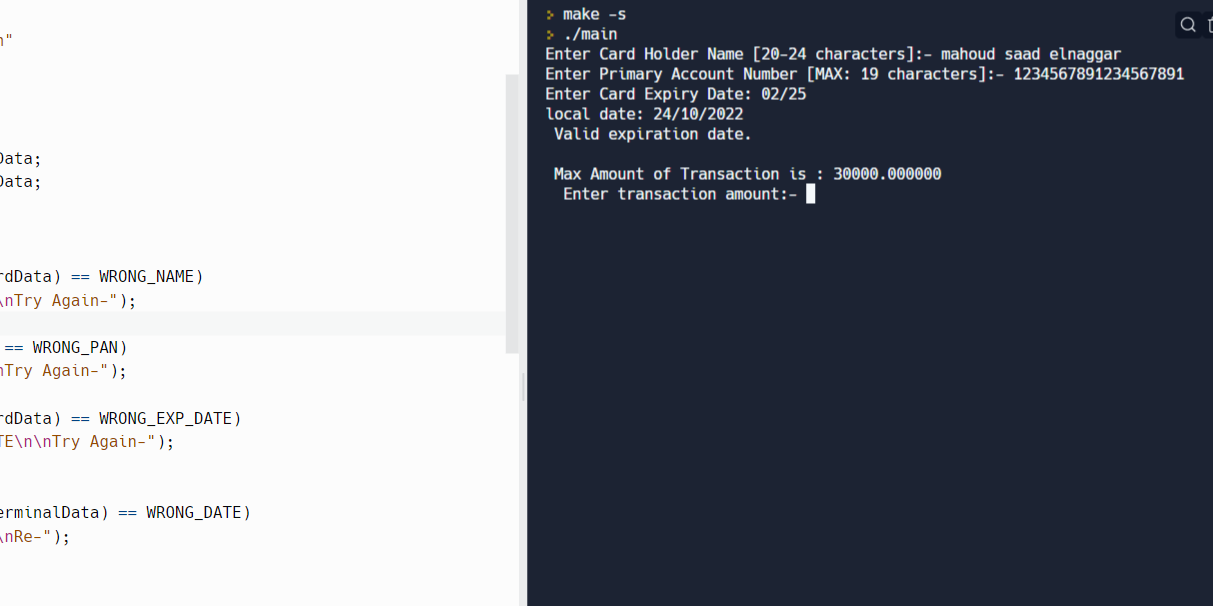 n"
Data;
Data;
rdData) == WRONG_NAME)
\nTry Again-");
== WRONG_PAN)
nTry Again-");
rdData) == WRONG_EXP_DATE)
TE\n\nTry Again-");
erminalData) == WRONG_DATE)
\nRe-");
> make -s
> ./main
Enter Card Holder Name [20-24 characters]:- mahoud saad elnaggar
Enter Primary Account Number [MAX: 19 characters]:- 1234567891234567891
Enter Card Expiry Date: 02/25
local date: 24/10/2022
Valid expiration date.
Max Amount of Transaction is : 30000.000000
Enter transaction amount:-